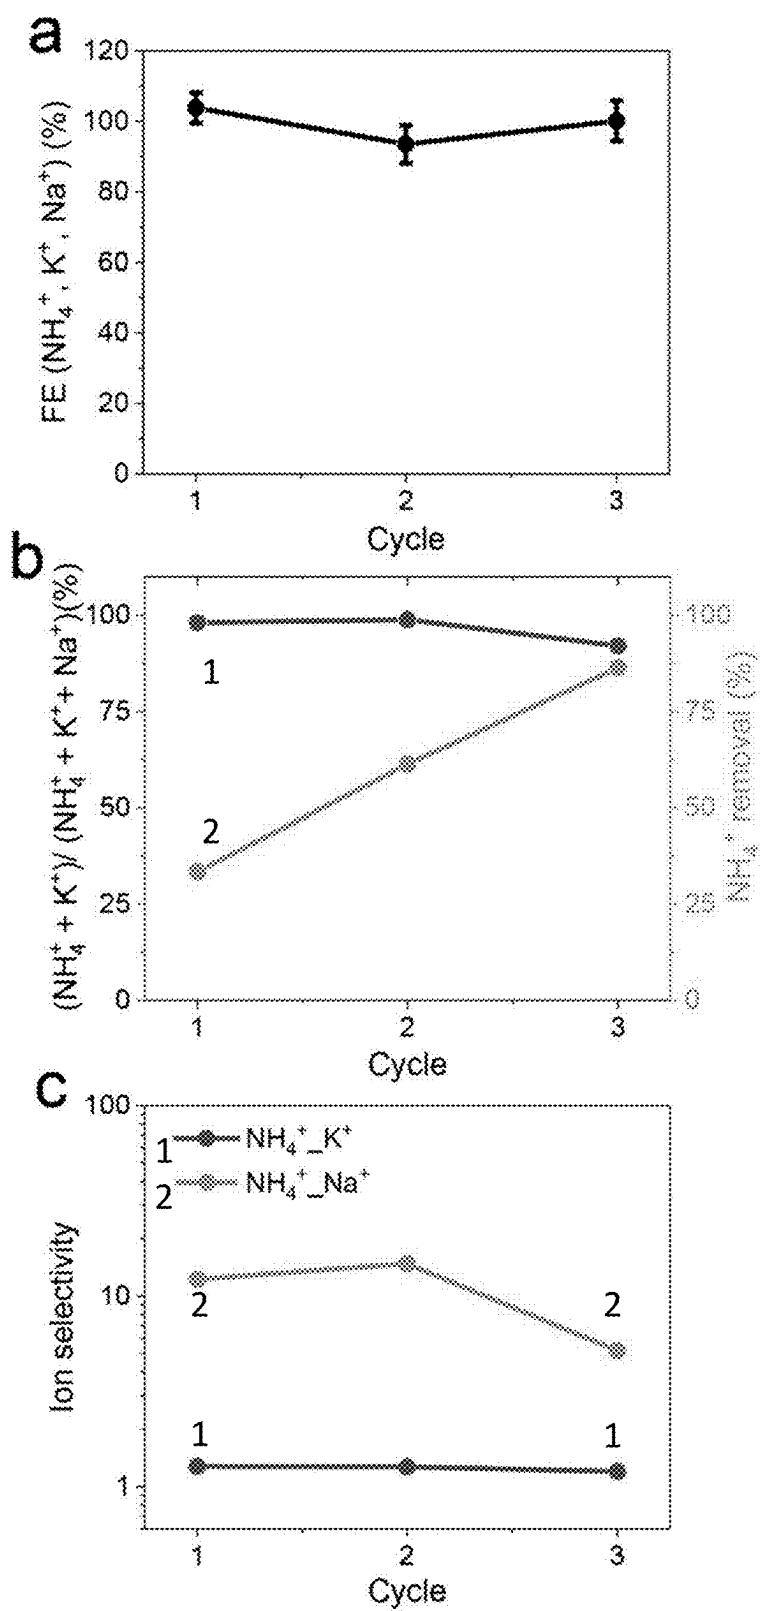 a
FE (NH₄⁺, K⁺, Na⁺) (%)
120
100
80
60
40
20
0
1 2 3
Cycle
b
(NH₄⁺ + K⁺)/ (NH₄⁺ + K⁺+ Na⁺)(%)
100
75
50
25
0
1
2
100
75
50
25
0
NH₄⁺ removal (%)
1 2 3
Cycle
c
Ion selectivity
100
10
1
1 NH₄⁺_K⁺
2 NH₄⁺_Na⁺
2 2
1 1
1 2 3
Cycle